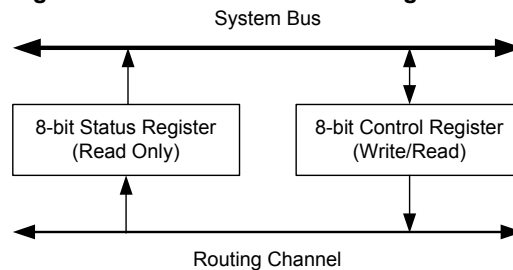 System Bus
8-bit Status Register
(Read Only)
8-bit Control Register
(Write/Read)
Routing Channel